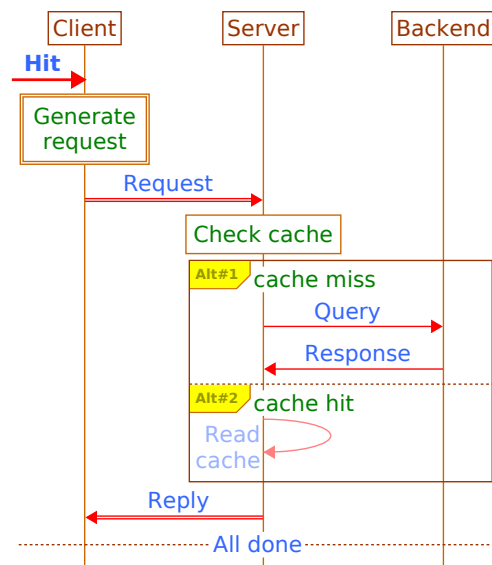 Client Server Backend
Hit
Generate
request
Request
Check cache
Alt#1 cache miss
Query
Response
Alt#2 cache hit
Read
cache
Reply
All done